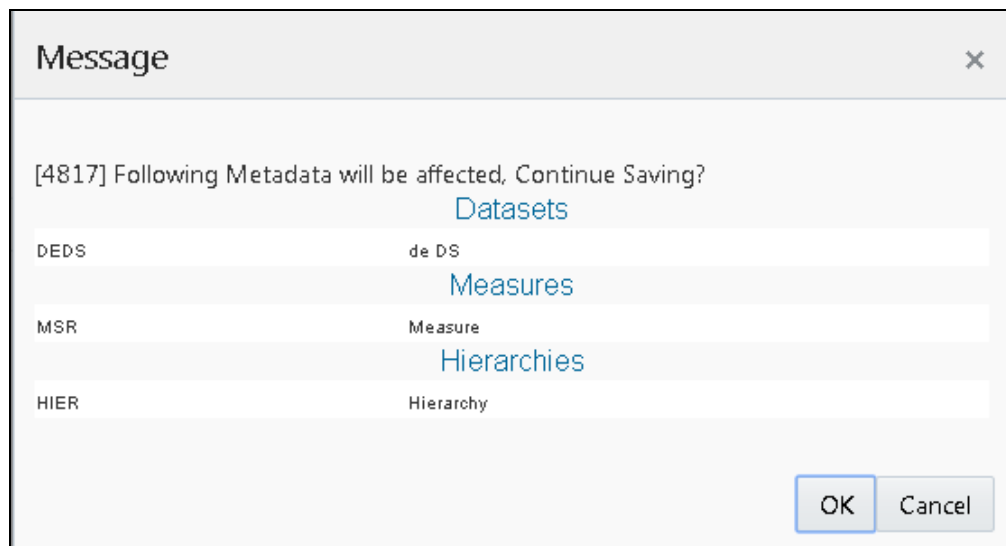 Message ×
[4817] Following Metadata will be affected, Continue Saving?
Datasets
DEDS de DS
Measures
MSR Measure
Hierarchies
HIER Hierarchy
OK Cancel